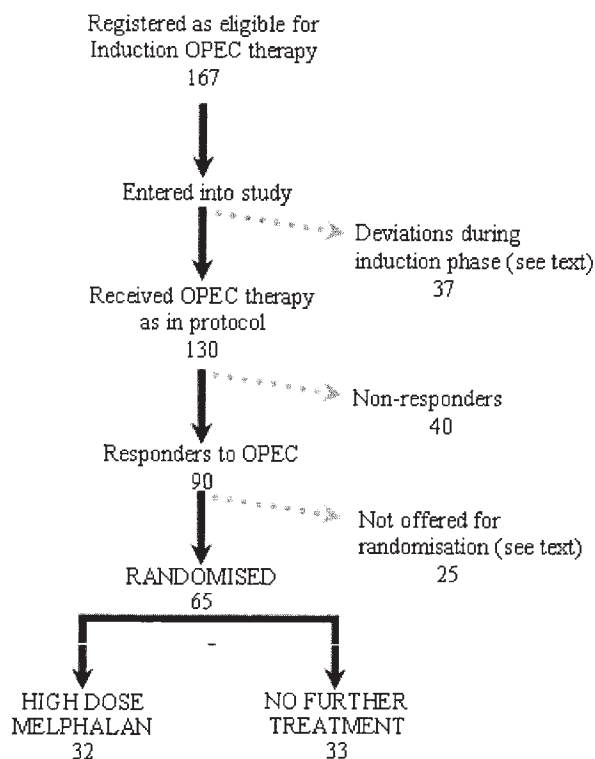 Registered as eligible for
Induction OPEC therapy
167
Entered into study
Deviations during
induction phase (see text)
37
Received OPEC therapy
as in protocol
130
Non-responders
40
Responders to OPEC
90
Not offered for
randomisation (see text)
25
RANDOMISED
65
HIGH DOSE
MELPHALAN
32
NO FURTHER
TREATMENT
33